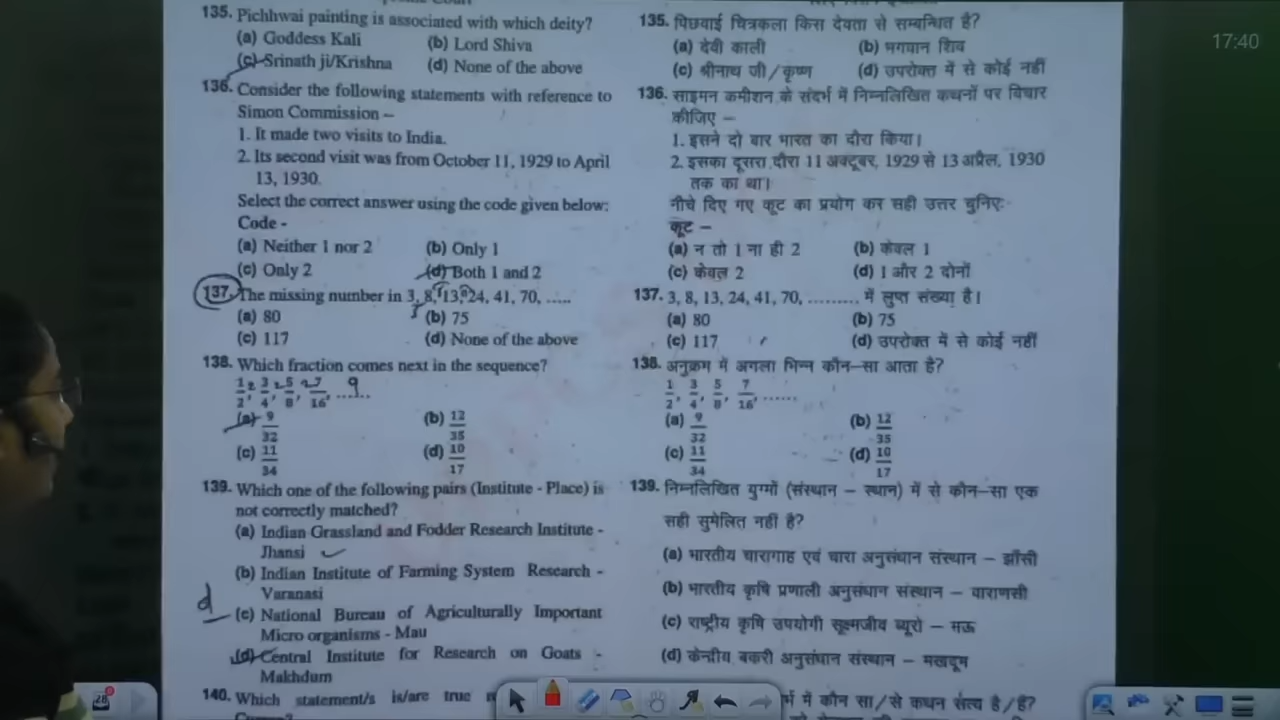 17:40
135. Pichhwai painting is associated with which deity?
(a) Goddess Kali (b) Lord Shiva
(c) Srinath ji/Krishna (d) None of the above
136. Consider the following statements with reference to
Simon Commission –
1. It made two visits to India.
2. Its second visit was from October 11, 1929 to April
13, 1930.
Select the correct answer using the code given below:
Code -
(a) Neither 1 nor 2 (b) Only 1
(c) Only 2 (d) Both 1 and 2
137. The missing number in 3, 8, 13, 24, 41, 70, .....
(a) 80 (b) 75
(c) 117 (d) None of the above
138. Which fraction comes next in the sequence?
1/2, 3/4, 5/8, 7/16, ...... 9
(a) 9/32 (b) 12/35
(c) 11/34 (d) 10/17
139. Which one of the following pairs (Institute - Place) is
not correctly matched?
(a) Indian Grassland and Fodder Research Institute -
Jhansi
(b) Indian Institute of Farming System Research -
Varanasi
d
(c) National Bureau of Agriculturally Important
Micro organisms - Mau
(d) Central Institute for Research on Goats -
Makhdum
140. Which statement/s is/are true
135. पिछवाई चित्रकला किस देवता से सम्बन्धित है?
(a) देवी काली (b) भगवान शिव
(c) श्रीनाथ जी/कृष्ण (d) उपरोक्त में से कोई नहीं
136. साइमन कमीशन के संदर्भ में निम्नलिखित कथनों पर विचार
कीजिए –
1. इसने दो बार भारत का दौरा किया।
2. इसका दूसरा दौरा 11 अक्टूबर, 1929 से 13 अप्रैल, 1930
तक का था।
नीचे दिए गए कूट का प्रयोग कर सही उत्तर चुनिएः
कूट –
(a) न तो 1 ना ही 2 (b) केवल 1
(c) केवल 2 (d) 1 और 2 दोनों
137. 3, 8, 13, 24, 41, 70, ......... में लुप्त संख्या है।
(a) 80 (b) 75
(c) 117 (d) उपरोक्त में से कोई नहीं
138. अनुक्रम में अगला भिन्न कौन–सा आता है?
1/2, 3/4, 5/8, 7/16, ......
(a) 9/32 (b) 12/35
(c) 11/34 (d) 10/17
139. निम्नलिखित युग्मों (संस्थान – स्थान) में से कौन–सा एक
सही सुमेलित नहीं है?
(a) भारतीय चारागाह एवं चारा अनुसंधान संस्थान – झाँसी
(b) भारतीय कृषि प्रणाली अनुसंधान संस्थान – वाराणसी
(c) राष्ट्रीय कृषि उपयोगी सूक्ष्मजीव ब्यूरो – मऊ
(d) केन्द्रीय बकरी अनुसंधान संस्थान – मखदूम
में कौन सा/से कथन सत्य है/हैं?